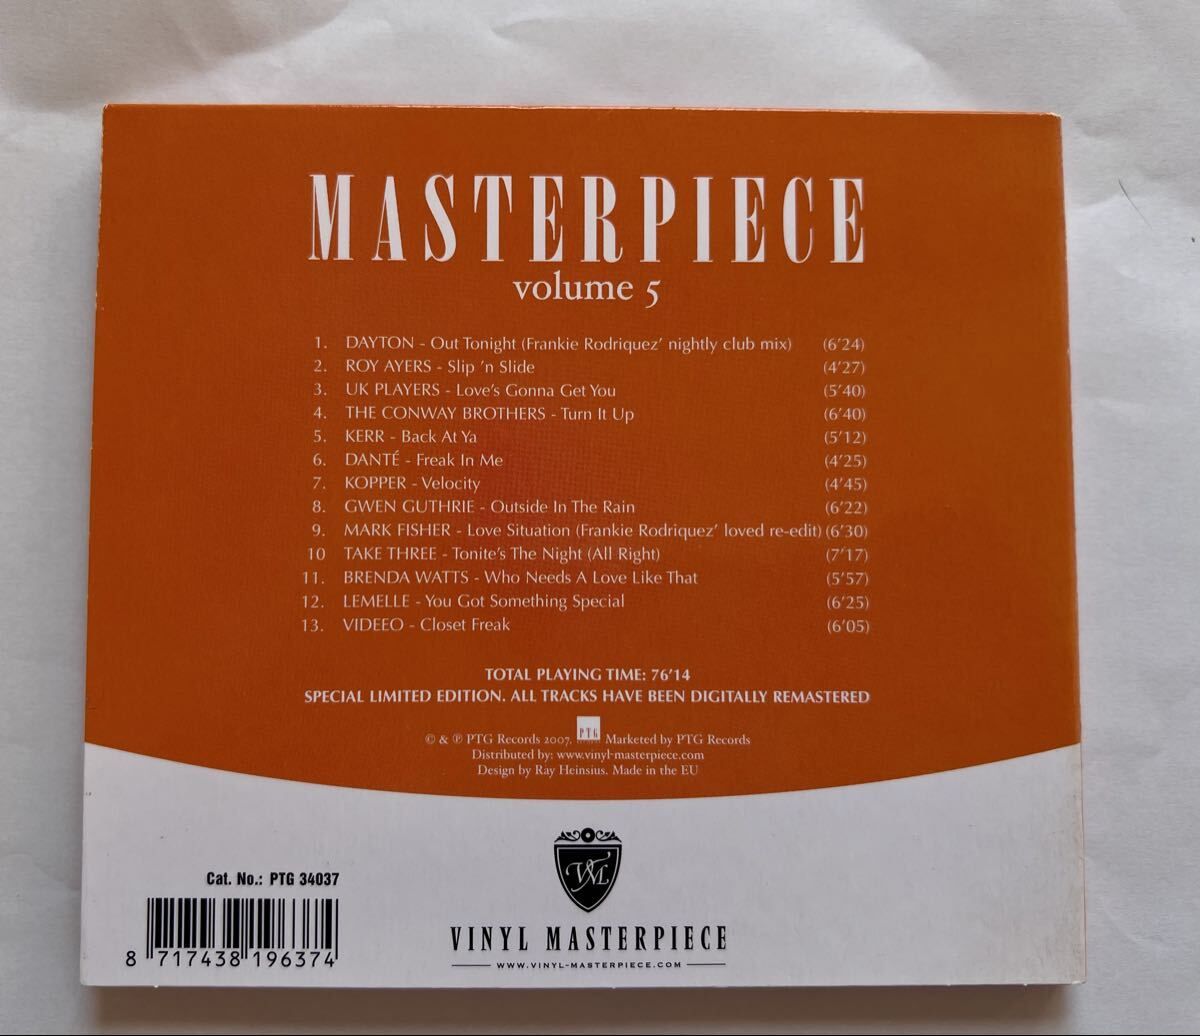 MASTERPIECE
volume 5
1. DAYTON - Out Tonight (Frankie Rodriquez' nightly club mix) (6'24)
2. ROY AYERS - Slip 'n Slide (4'27)
3. UK PLAYERS - Love's Gonna Get You (5'40)
4. THE CONWAY BROTHERS - Turn It Up (6'40)
5. KERR - Back At Ya (5'12)
6. DANTÉ - Freak In Me (4'25)
7. KOPPER - Velocity (4'45)
8. GWEN GUTHRIE - Outside In The Rain (6'22)
9. MARK FISHER - Love Situation (Frankie Rodriquez' loved re-edit) (6'30)
10 TAKE THREE - Tonite's The Night (All Right) (7'17)
11. BRENDA WATTS - Who Needs A Love Like That (5'57)
12. LEMELLE - You Got Something Special (6'25)
13. VIDEEO - Closet Freak (6'05)
TOTAL PLAYING TIME: 76'14
SPECIAL LIMITED EDITION. ALL TRACKS HAVE BEEN DIGITALLY REMASTERED
© & ℗ PTG Records 2007. PTG Marketed by PTG Records
Distributed by: www.vinyl-masterpiece.com
Design by Ray Heinsius. Made in the EU
VM
Cat. No.: PTG 34037
8 717438 196374
VINYL MASTERPIECE
WWW.VINYL-MASTERPIECE.COM